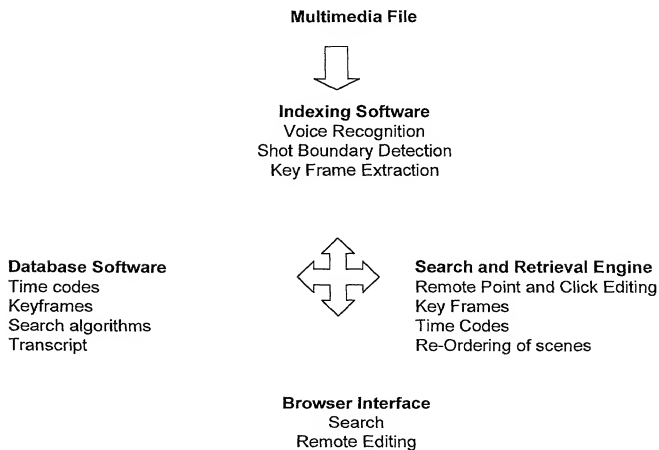 Multimedia File
Indexing Software
Voice Recognition
Shot Boundary Detection
Key Frame Extraction
Database Software
Time codes
Keyframes
Search algorithms
Transcript
Search and Retrieval Engine
Remote Point and Click Editing
Key Frames
Time Codes
Re-Ordering of scenes
Browser Interface
Search
Remote Editing